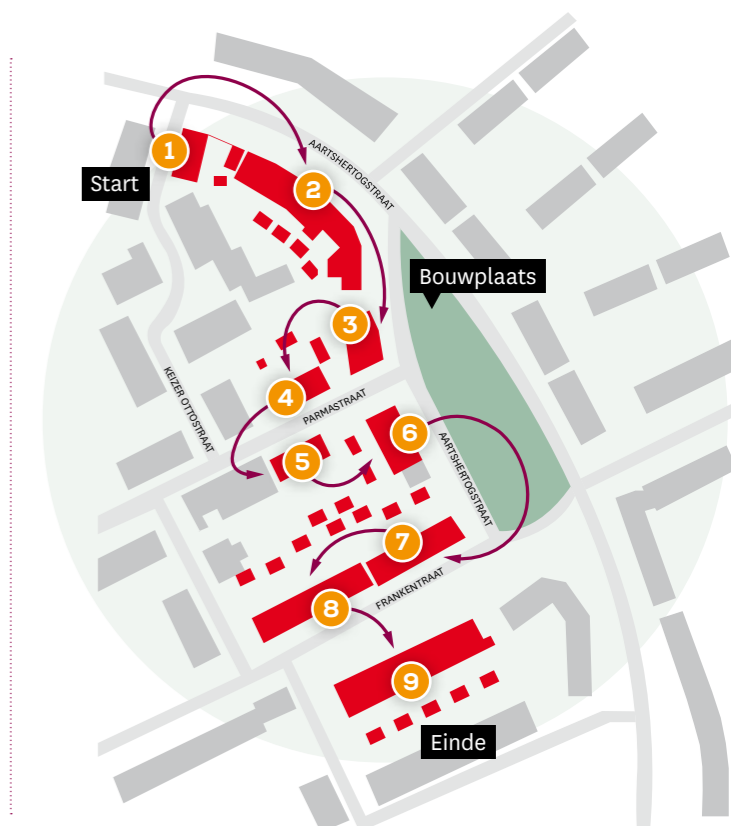 1
Start
2
AARTSHERTOGSTRAAT
Bouwplaats
3
KEIZER OTTOSTRAAT
4
PARMASTRAAT
5
6
AARTSHERTOGSTRAAT
7
FRANKENTRAAT
8
9
Einde